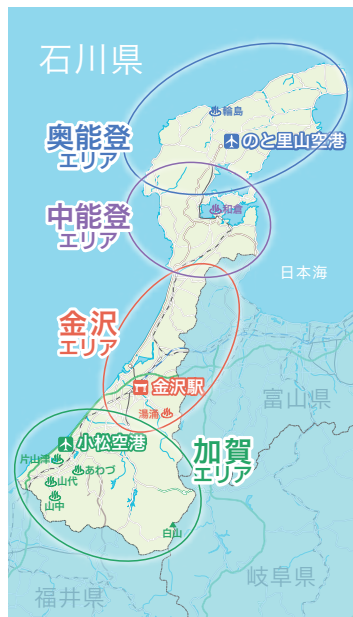 石川県
輪島
のと里山空港
奥能登
エリア
和倉
中能登
エリア
日本海
金沢
エリア
金沢駅
湯涌
富山県
小松空港
加賀
エリア
片山津
あわづ
山代
山中
白山
岐阜県
福井県